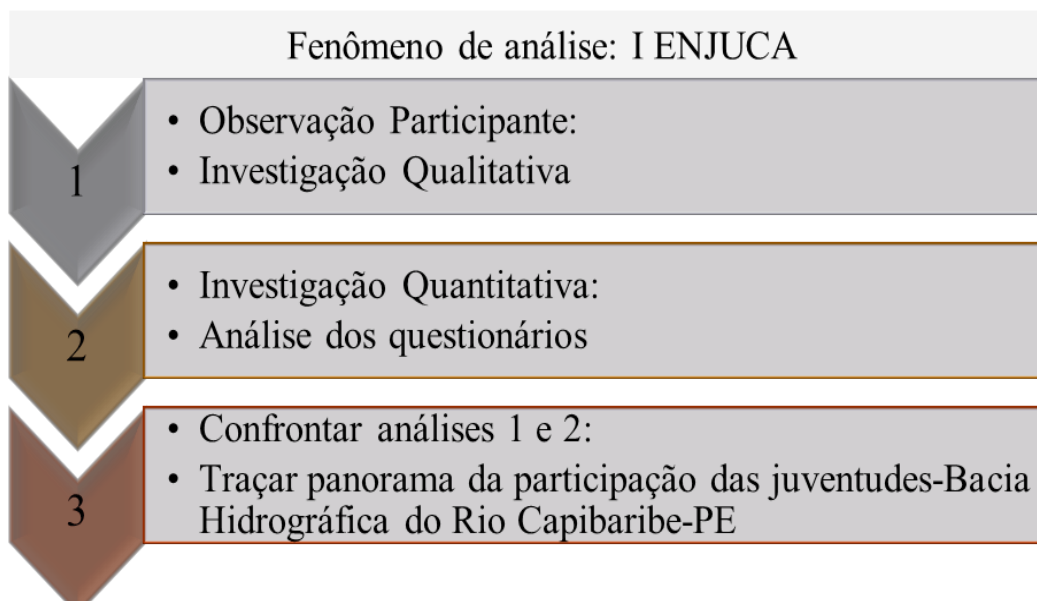 Fenômeno de análise: I ENJUCA
1
• Observação Participante:
• Investigação Qualitativa
2
• Investigação Quantitativa:
• Análise dos questionários
3
• Confrontar análises 1 e 2:
• Traçar panorama da participação das juventudes-Bacia
Hidrográfica do Rio Capibaribe-PE